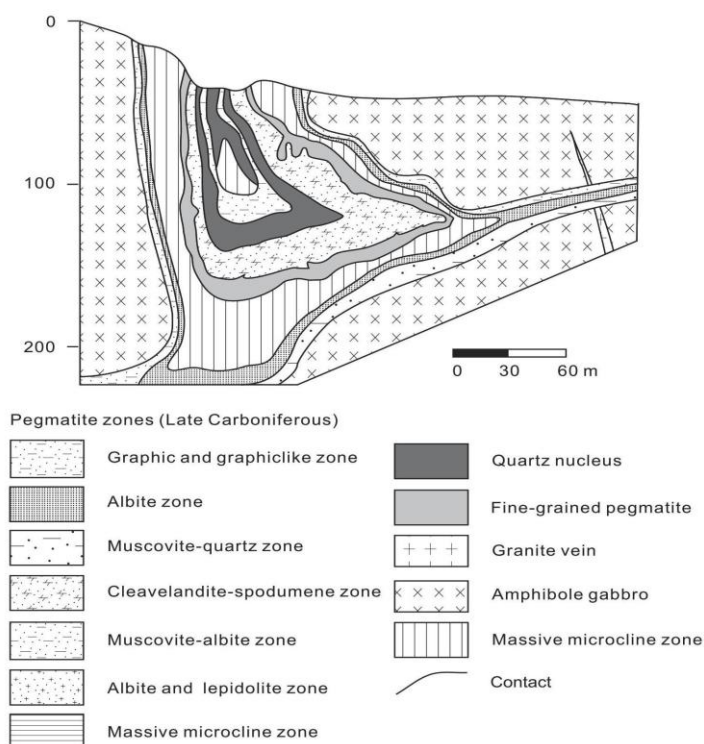 0
100
200
0 30 60 m
Pegmatite zones (Late Carboniferous)
Graphic and graphiclike zone
Albite zone
Muscovite-quartz zone
Cleavelandite-spodumene zone
Muscovite-albite zone
Albite and lepidolite zone
Massive microcline zone
Quartz nucleus
Fine-grained pegmatite
Granite vein
Amphibole gabbro
Massive microcline zone
Contact